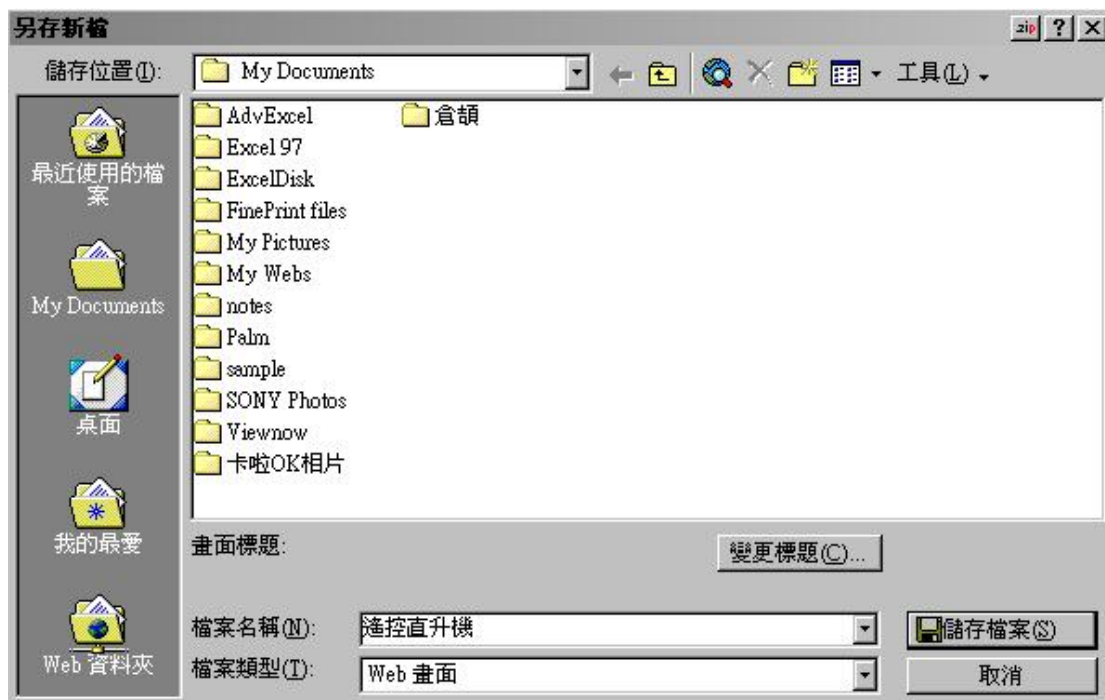 另存新檔
zip
儲存位置(I):
My Documents
工具(L)
最近使用的檔
案
My Documents
桌面
我的最愛
Web 資料夾
AdvExcel
Excel 97
ExcelDisk
FinePrint files
My Pictures
My Webs
notes
Palm
sample
SONY Photos
Viewnow
卡啦OK相片
倉頡
畫面標題:
變更標題(C)...
檔案名稱(N):
遙控直升機
儲存檔案(S)
檔案類型(T):
Web 畫面
取消